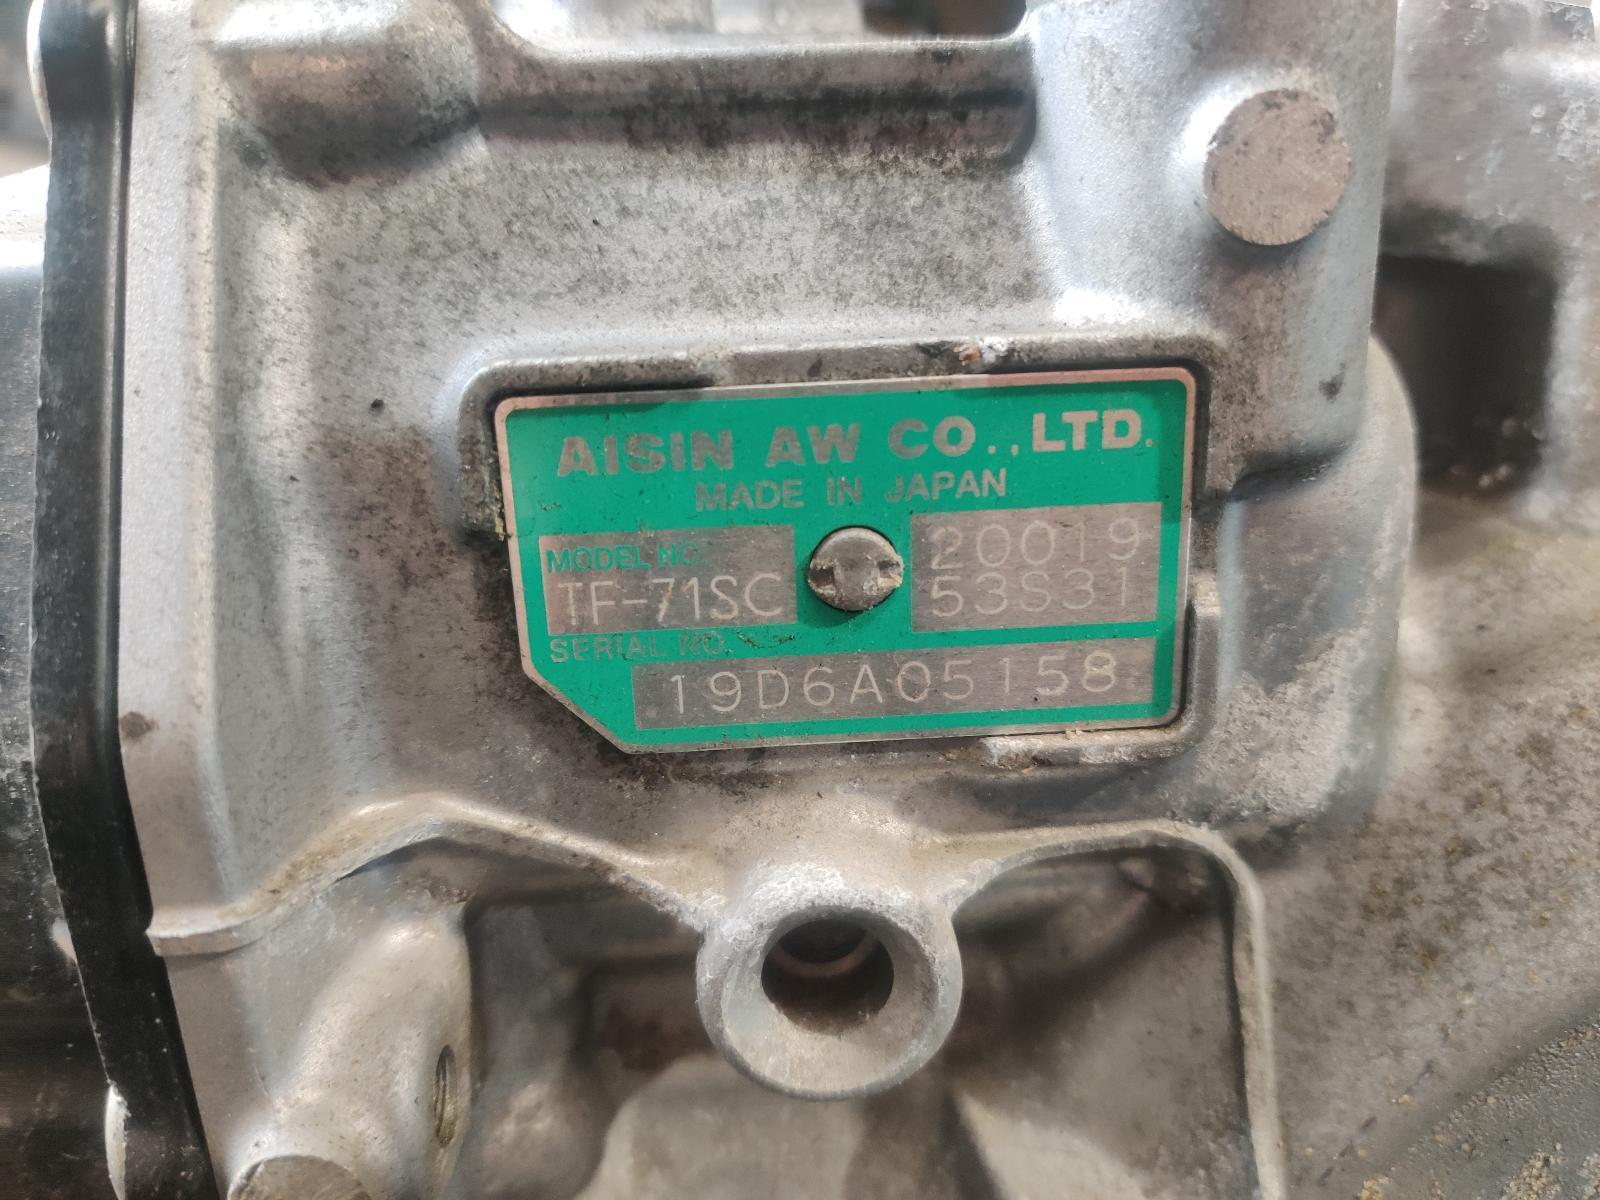 AISIN AW CO., LTD.
MADE IN JAPAN
MODEL NO.
TF-71SC
20019
53S31
SERIAL NO.
19D6A05158